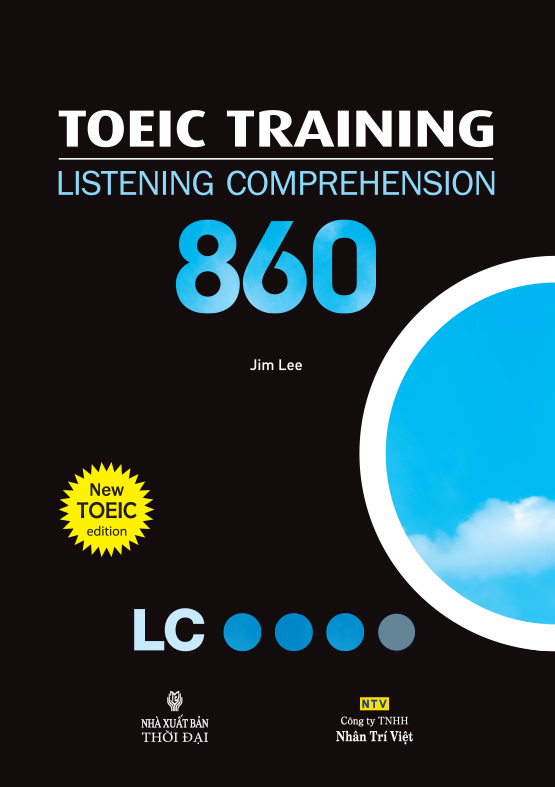 TOEIC TRAINING
LISTENING COMPREHENSION
860
Jim Lee
New
TOEIC
edition
LC
NHÀ XUẤT BẢN
THỜI ĐẠI
NTV
Công ty TNHH
Nhân Trí Việt